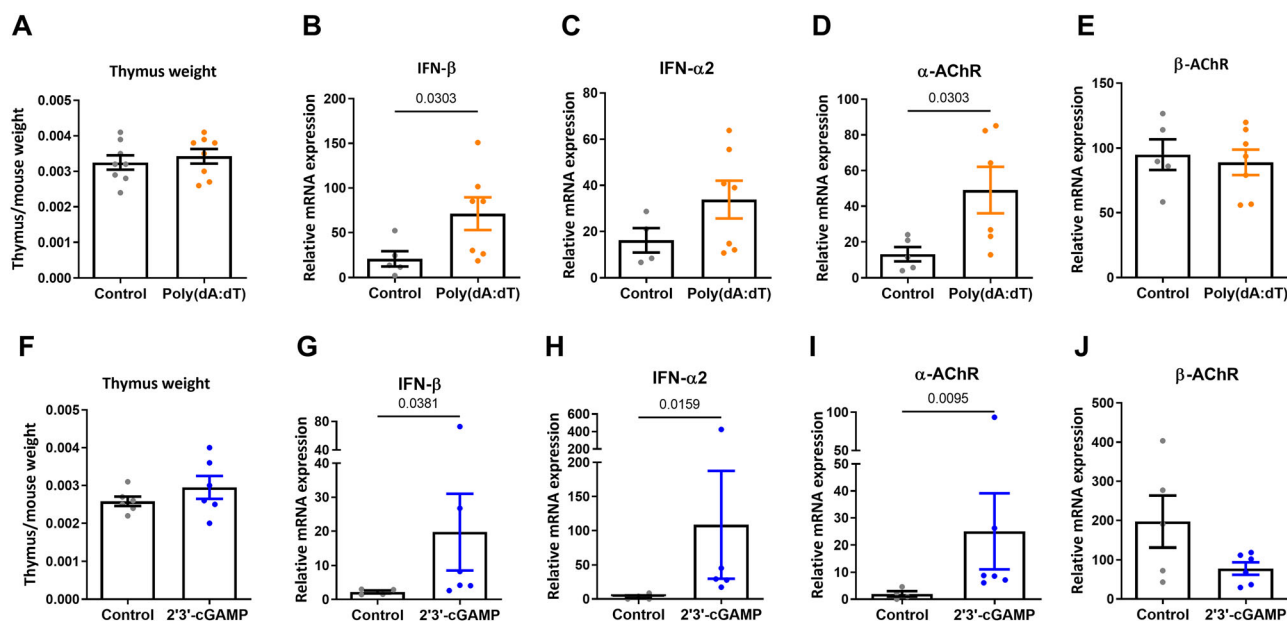 A
Thymus weight
Thymus/mouse weight
0.005
0.004
0.003
0.002
0.001
0.000
Control Poly(dA:dT)
B
IFN-β
0.0303
Relative mRNA expression
200
150
100
50
0
Control Poly(dA:dT)
C
IFN-α2
Relative mRNA expression
80
60
40
20
0
Control Poly(dA:dT)
D
α-AChR
0.0303
Relative mRNA expression
100
80
60
40
20
0
Control Poly(dA:dT)
E
β-AChR
Relative mRNA expression
150
100
50
0
Control Poly(dA:dT)
F
Thymus weight
Thymus/mouse weight
0.005
0.004
0.003
0.002
0.001
0.000
Control 2'3'-cGAMP
G
IFN-β
0.0381
Relative mRNA expression
80
40
40
30
20
10
0
Control 2'3'-cGAMP
H
IFN-α2
0.0159
Relative mRNA expression
600
400
200
200
150
100
50
0
Control 2'3'-cGAMP
I
α-AChR
0.0095
Relative mRNA expression
100
50
50
40
30
20
10
0
Control 2'3'-cGAMP
J
β-AChR
Relative mRNA expression
500
400
300
200
100
0
Control 2'3'-cGAMP